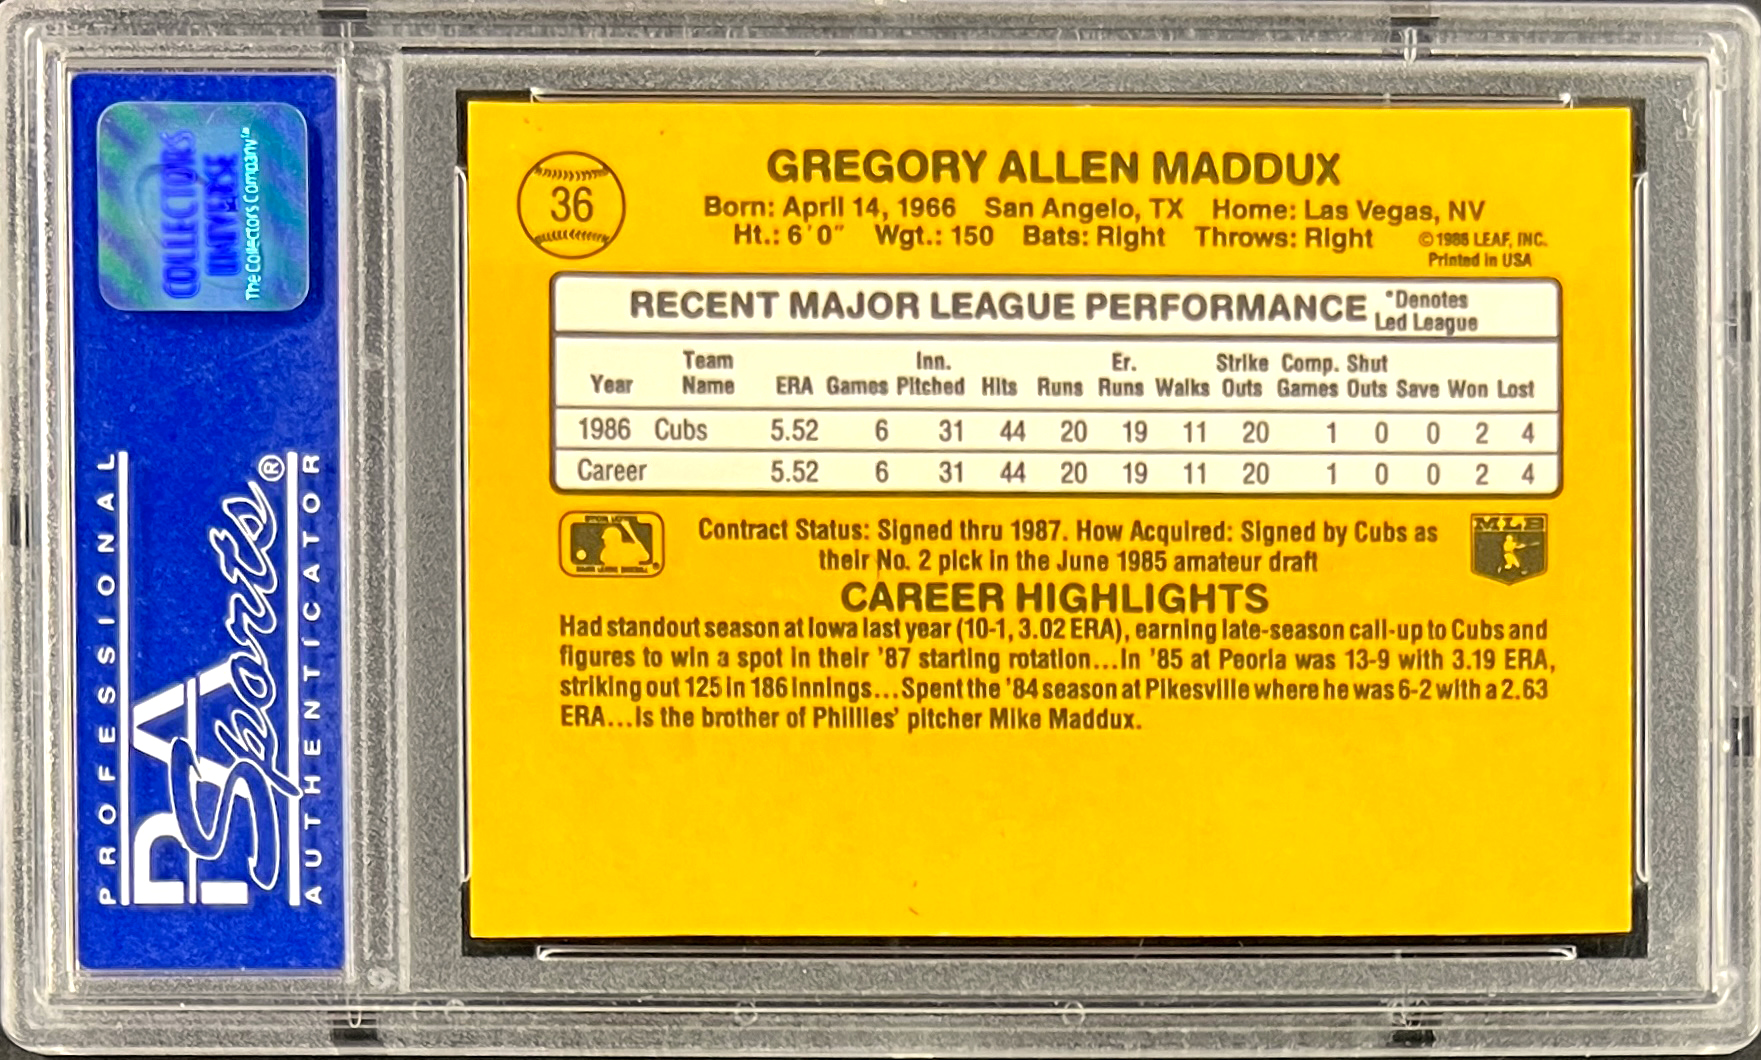 COLLECTORS
UNIVERSE
The Collectors Company™
PROFESSIONAL
PSA
Sports®
AUTHENTICATOR
36
GREGORY ALLEN MADDUX
Born: April 14, 1966 San Angelo, TX Home: Las Vegas, NV
Ht.: 6'0" Wgt.: 150 Bats: Right Throws: Right
© 1986 LEAF, INC.
Printed in USA
RECENT MAJOR LEAGUE PERFORMANCE
*Denotes
Led League
Team Inn. Er. Strike Comp. Shut
Year Name ERA Games Pitched Hits Runs Runs Walks Outs Games Outs Save Won Lost
1986 Cubs 5.52 6 31 44 20 19 11 20 1 0 0 2 4
Career 5.52 6 31 44 20 19 11 20 1 0 0 2 4
Contract Status: Signed thru 1987. How Acquired: Signed by Cubs as
their No. 2 pick in the June 1985 amateur draft
MLB
CAREER HIGHLIGHTS
Had standout season at Iowa last year (10-1, 3.02 ERA), earning late-season call-up to Cubs and
figures to win a spot in their '87 starting rotation...In '85 at Peoria was 13-9 with 3.19 ERA,
striking out 125 in 186 innings...Spent the '84 season at Pikesville where he was 6-2 with a 2.63
ERA...Is the brother of Phillies' pitcher Mike Maddux.